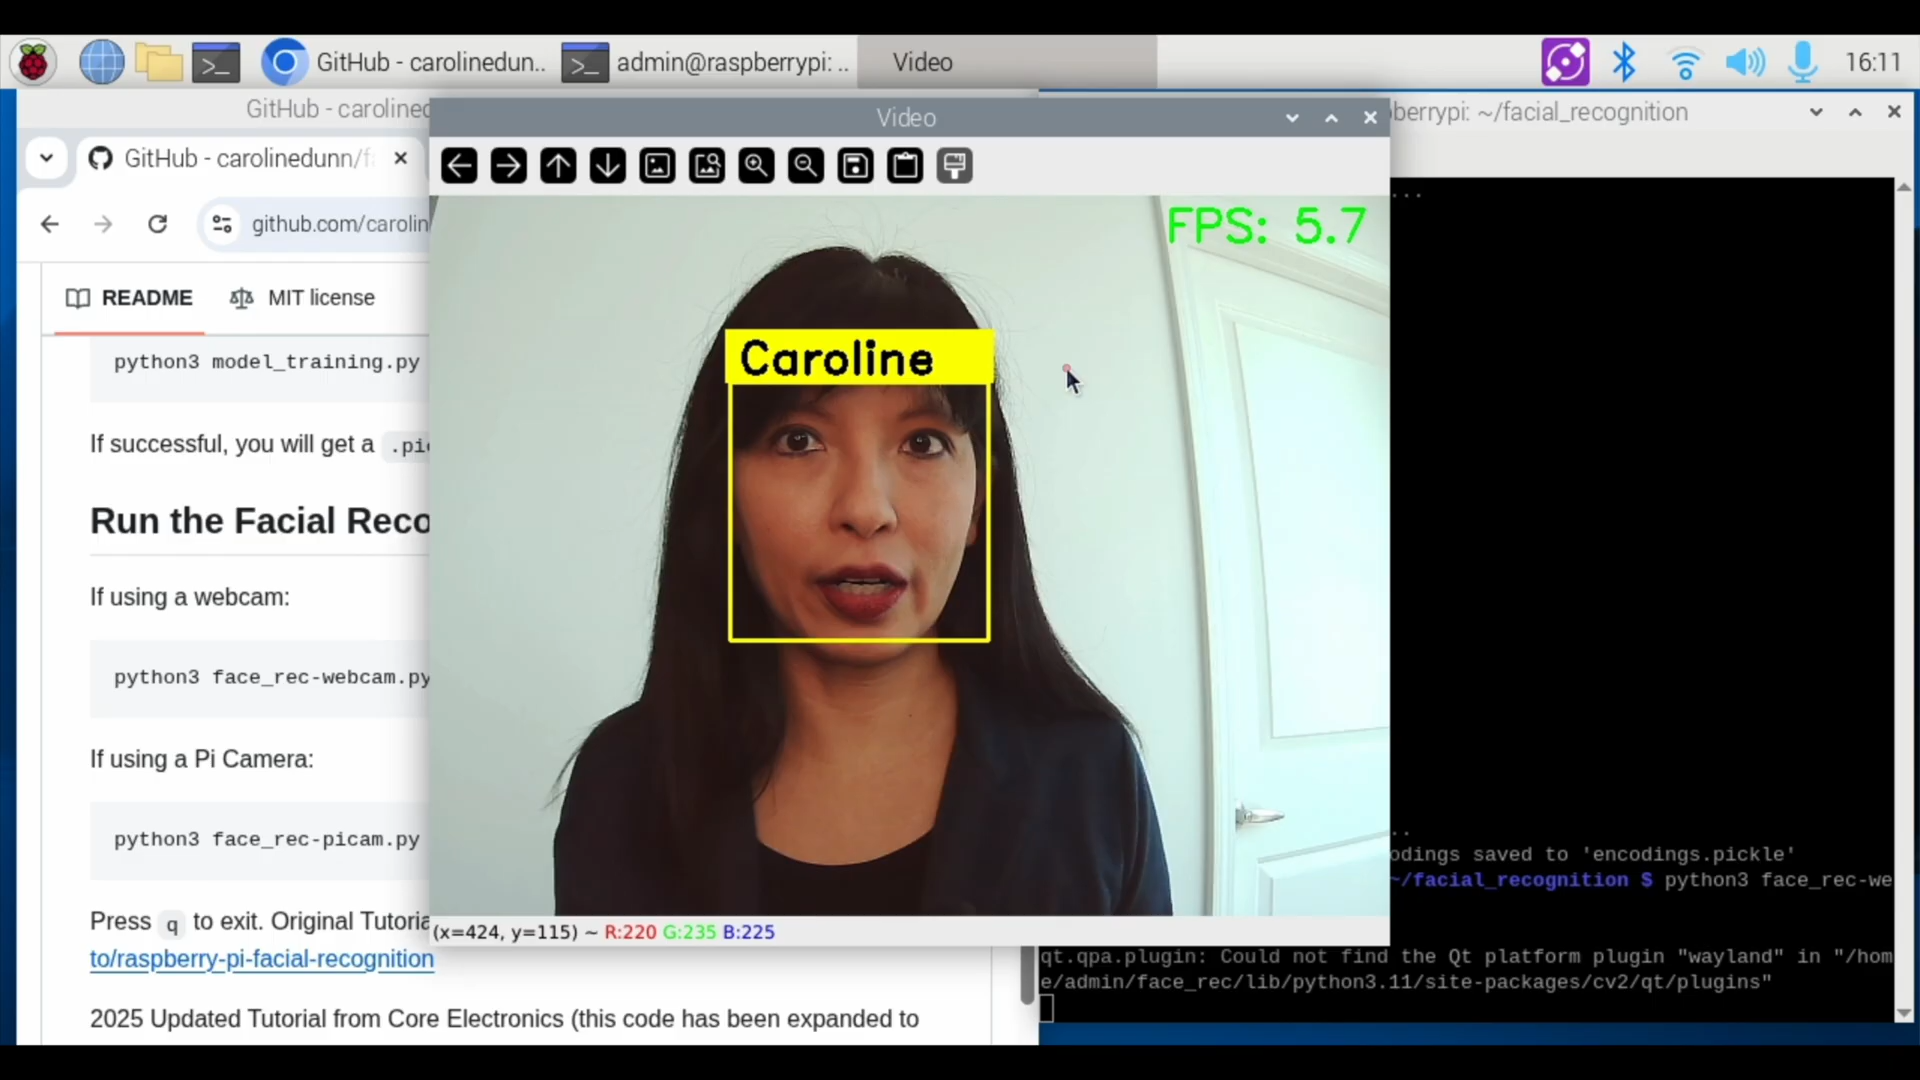 GitHub - carolinedun..
admin@raspberrypi: ..
Video
16:11
GitHub - carolined
Video
berrypi: ~/facial_recognition
GitHub - carolinedunn/f
github.com/carolin
FPS: 5.7
README
MIT license
Caroline
python3 model_training.py
If successful, you will get a .pic
Run the Facial Reco
If using a webcam:
python3 face_rec-webcam.py
If using a Pi Camera:
python3 face_rec-picam.py
Press q to exit. Original Tutoria
to/raspberry-pi-facial-recognition
2025 Updated Tutorial from Core Electronics (this code has been expanded to
(x=424, y=115) ~ R:220 G:235 B:225
...
..
odings saved to 'encodings.pickle'
~/facial_recognition $ python3 face_rec-we
qt.qpa.plugin: Could not find the Qt platform plugin "wayland" in "/hom
e/admin/face_rec/lib/python3.11/site-packages/cv2/qt/plugins"